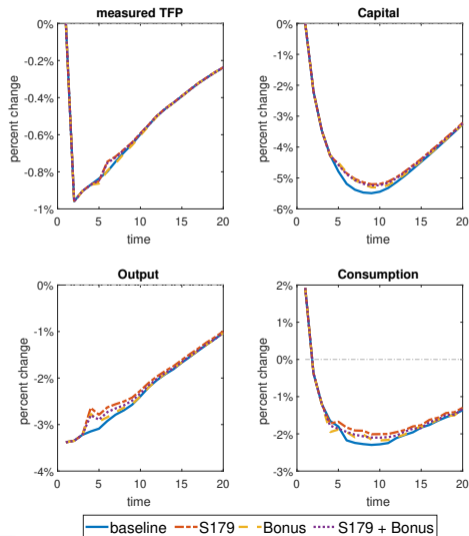 measured TFP
0%
-0.2%
-0.4%
-0.6%
-0.8%
-1%
percent change
0 5 10 15 20
time
Capital
0%
-1%
-2%
-3%
-4%
-5%
-6%
percent change
0 5 10 15 20
time
Output
0%
-1%
-2%
-3%
-4%
percent change
0 5 10 15 20
time
Consumption
2%
1%
0%
-1%
-2%
-3%
percent change
0 5 10 15 20
time
baseline S179 Bonus S179 + Bonus